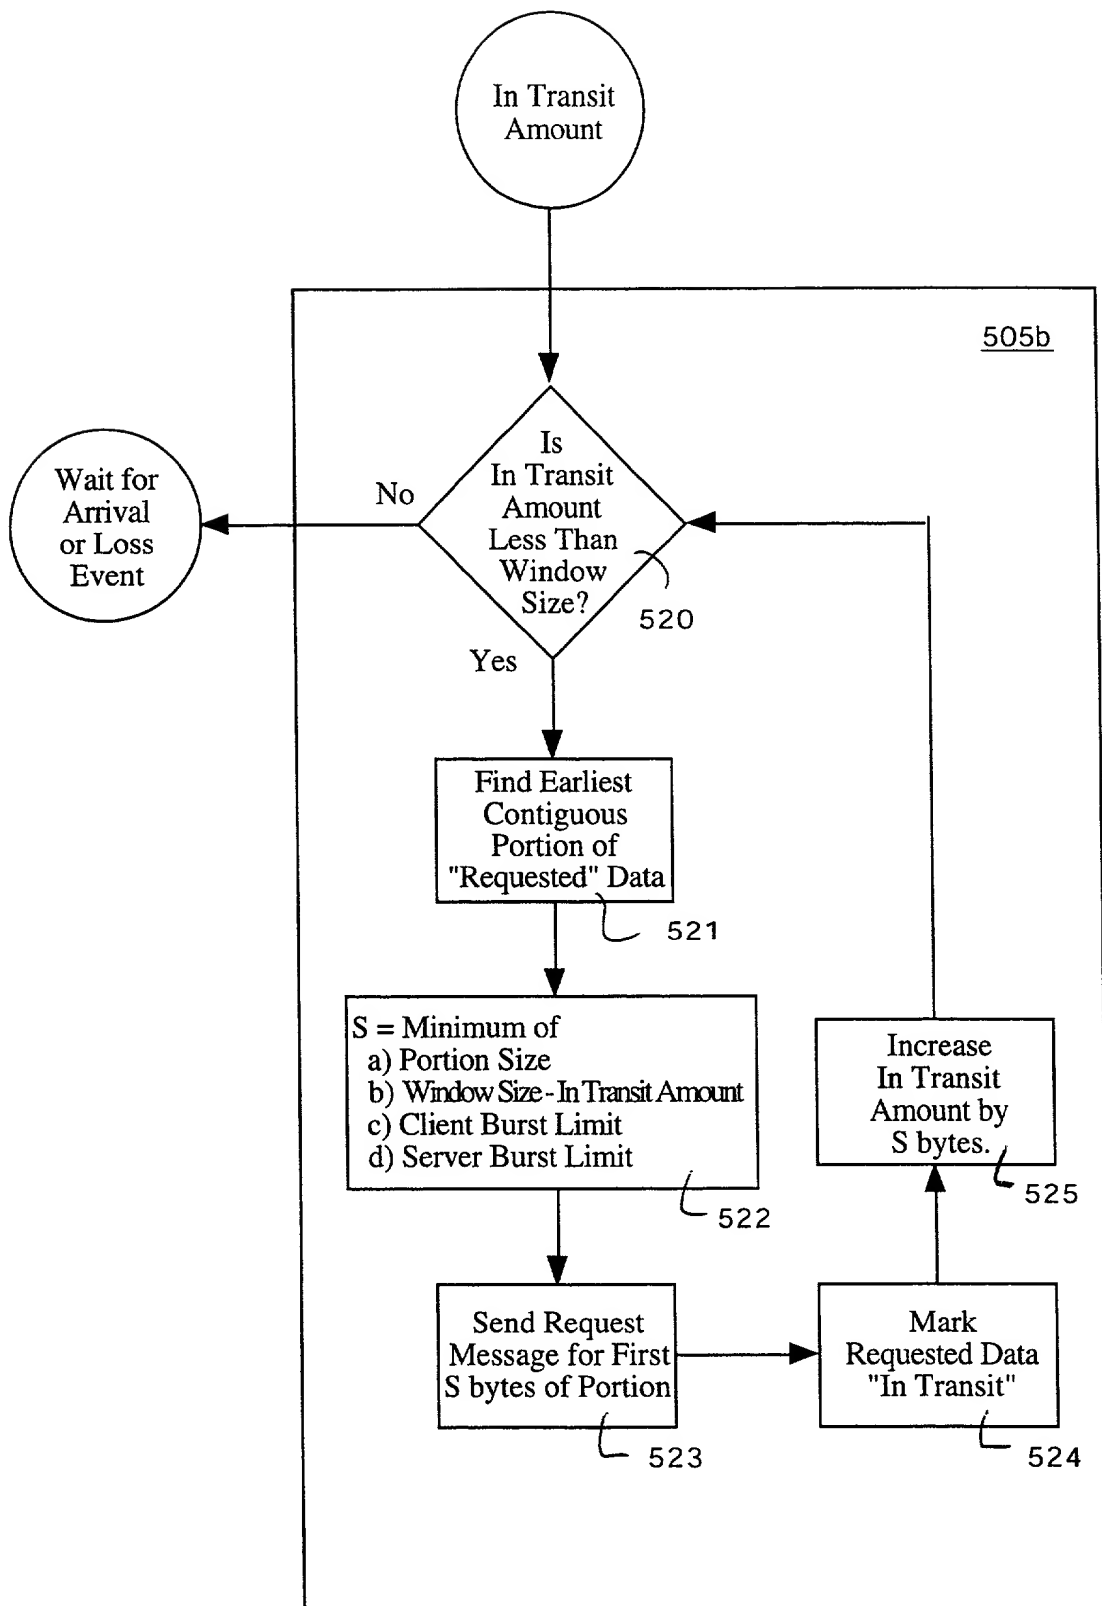 In Transit
Amount
505b
Is
In Transit
Amount
Less Than
Window
Size?
520
No
Wait for
Arrival
or Loss
Event
Yes
Find Earliest
Contiguous
Portion of
"Requested" Data
521
S = Minimum of
a) Portion Size
b) Window Size - In Transit Amount
c) Client Burst Limit
d) Server Burst Limit
522
Increase
In Transit
Amount by
S bytes.
525
Send Request
Message for First
S bytes of Portion
523
Mark
Requested Data
"In Transit"
524